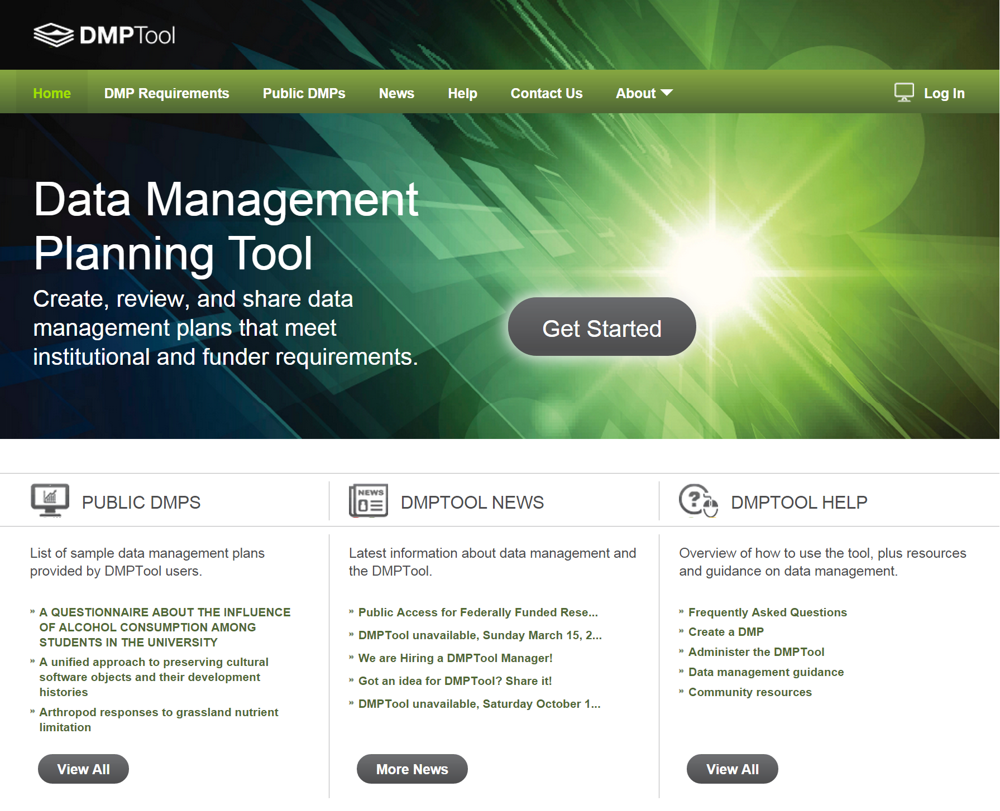 DMPTool
Home DMP Requirements Public DMPs News Help Contact Us About Log In
Data Management
Planning Tool
Create, review, and share data
management plans that meet
institutional and funder requirements.
Get Started
PUBLIC DMPS
List of sample data management plans
provided by DMPTool users.
» A QUESTIONNAIRE ABOUT THE INFLUENCE
OF ALCOHOL CONSUMPTION AMONG
STUDENTS IN THE UNIVERSITY
» A unified approach to preserving cultural
software objects and their development
histories
» Arthropod responses to grassland nutrient
limitation
View All
NEWS
DMPTOOL NEWS
Latest information about data management and
the DMPTool.
» Public Access for Federally Funded Rese...
» DMPTool unavailable, Sunday March 15, 2...
» We are Hiring a DMPTool Manager!
» Got an idea for DMPTool? Share it!
» DMPTool unavailable, Saturday October 1...
More News
?
DMPTOOL HELP
Overview of how to use the tool, plus resources
and guidance on data management.
» Frequently Asked Questions
» Create a DMP
» Administer the DMPTool
» Data management guidance
» Community resources
View All